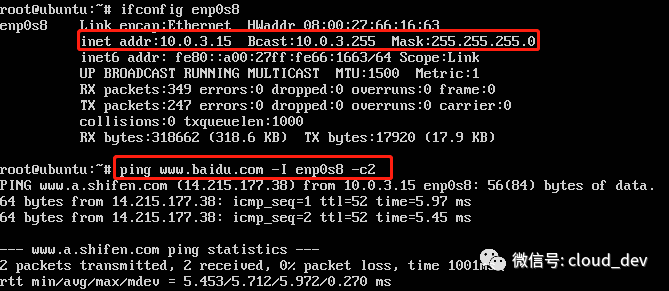 root@ubuntu:~# ifconfig enp0s8
enp0s8    Link encap:Ethernet  HWaddr 08:00:27:66:16:63
          inet addr:10.0.3.15  Bcast:10.0.3.255  Mask:255.255.255.0
          inet6 addr: fe80::a00:27ff:fe66:1663/64 Scope:Link
          UP BROADCAST RUNNING MULTICAST  MTU:1500  Metric:1
          RX packets:349 errors:0 dropped:0 overruns:0 frame:0
          TX packets:247 errors:0 dropped:0 overruns:0 carrier:0
          collisions:0 txqueuelen:1000
          RX bytes:318662 (318.6 KB)  TX bytes:17920 (17.9 KB)
root@ubuntu:~# ping www.baidu.com -I enp0s8 -c2
PING www.a.shifen.com (14.215.177.38) from 10.0.3.15 enp0s8: 56(84) bytes of data.
64 bytes from 14.215.177.38: icmp_seq=1 ttl=52 time=5.97 ms
64 bytes from 14.215.177.38: icmp_seq=2 ttl=52 time=5.45 ms
--- www.a.shifen.com ping statistics ---
2 packets transmitted, 2 received, 0% packet loss, time 1001ms
rtt min/avg/max/mdev = 5.453/5.712/5.972/0.270 ms
微信号: cloud_dev